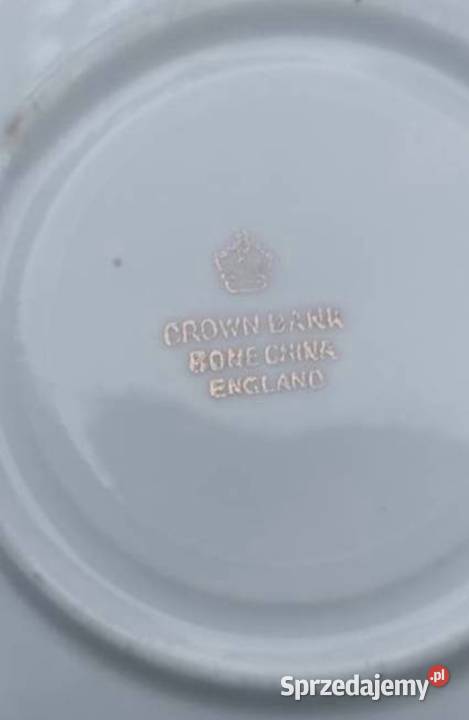 CROWN BANK
BONE CHINA
ENGLAND
Sprzedajemy.pl